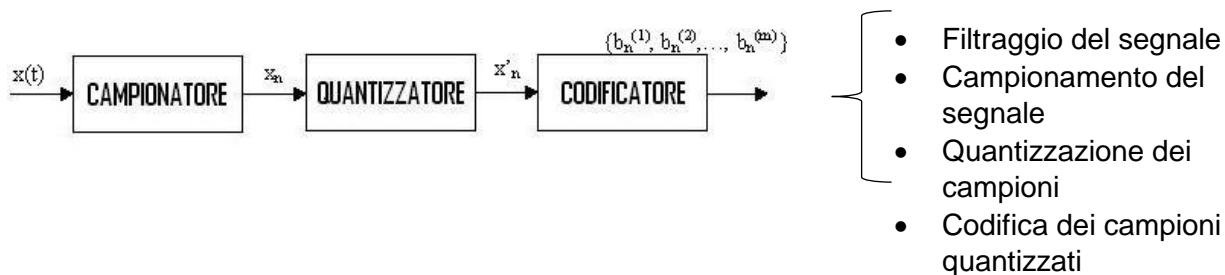 {bₙ⁽¹⁾, bₙ⁽²⁾,..., bₙ⁽ᵐ⁾}
x(t)
CAMPIONATORE
xₙ
QUANTIZZATORE
x'ₙ
CODIFICATORE
• Filtraggio del segnale
• Campionamento del
segnale
• Quantizzazione dei
campioni
• Codifica dei campioni
quantizzati